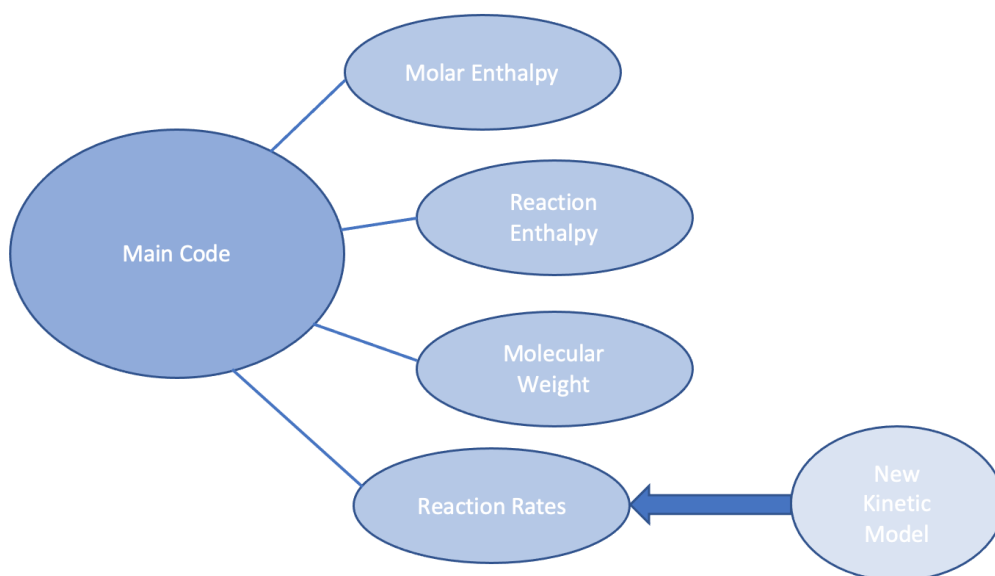 Molar Enthalpy
Reaction
Enthalpy
Main Code
Molecular
Weight
Reaction Rates
New
Kinetic
Model